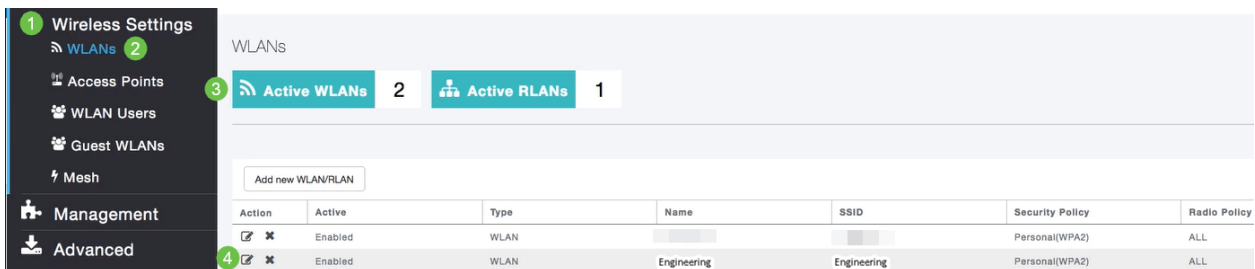 1 Wireless Settings
WLANs 2
Access Points
WLAN Users
Guest WLANs
Mesh
Management
Advanced
WLANs
3 Active WLANs 2 Active RLANs 1
Add new WLAN/RLAN
Action Active Type Name SSID Security Policy Radio Policy
Enabled WLAN Personal(WPA2) ALL
4 Enabled WLAN Engineering Engineering Personal(WPA2) ALL